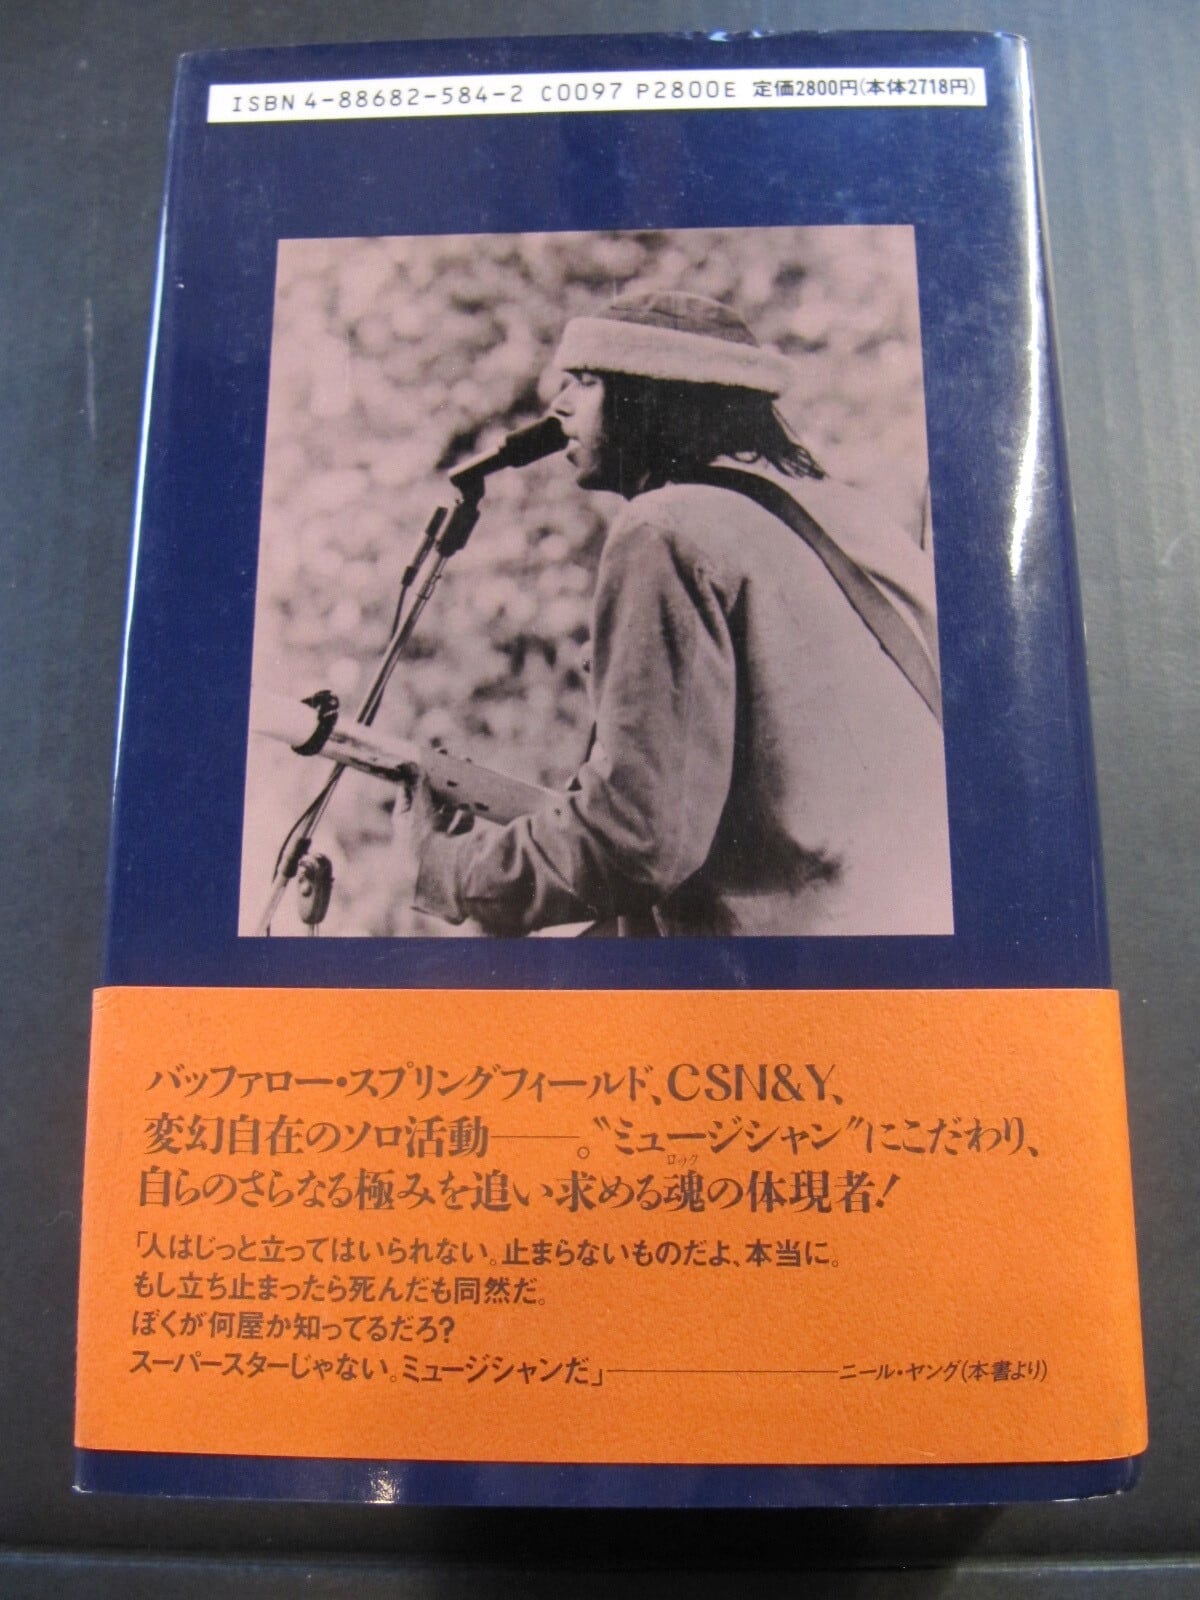 ISBN4-88682-584-2 C0097 P2800E 定価2800円(本体2718円)
バッファロー・スプリングフィールド、CSN&Y、
変幻自在のソロ活動――。〝ミュージシャン〟にこだわり、
ロック
自らのさらなる極みを追い求める魂の体現者!
「人はじっと立ってはいられない。止まらないものだよ、本当に。
もし立ち止まったら死んだも同然だ。
ぼくが何屋か知ってるだろ?
スーパースターじゃない。ミュージシャンだ」――――ニール・ヤング(本書より)